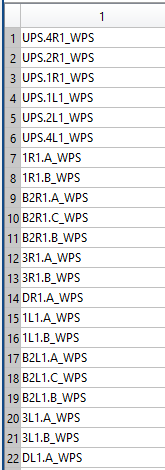 1
1 UPS.4R1_WPS
2 UPS.2R1_WPS
3 UPS.1R1_WPS
4 UPS.1L1_WPS
5 UPS.2L1_WPS
6 UPS.4L1_WPS
7 1R1.A_WPS
8 1R1.B_WPS
9 B2R1.A_WPS
10 B2R1.C_WPS
11 B2R1.B_WPS
12 3R1.A_WPS
13 3R1.B_WPS
14 DR1.A_WPS
15 1L1.A_WPS
16 1L1.B_WPS
17 B2L1.A_WPS
18 B2L1.C_WPS
19 B2L1.B_WPS
20 3L1.A_WPS
21 3L1.B_WPS
22 DL1.A_WPS